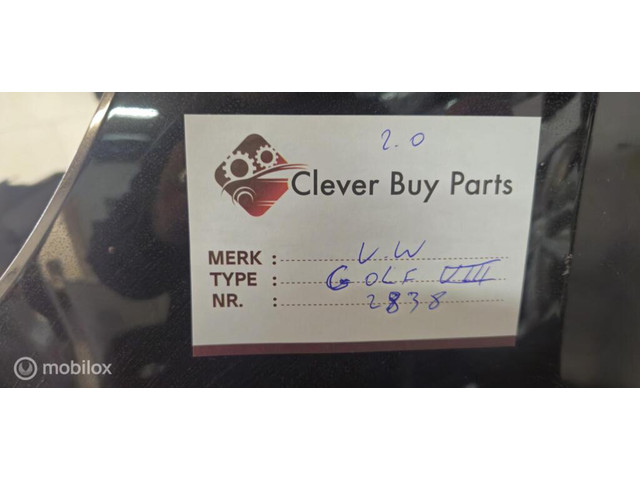 2.0
Clever Buy Parts
MERK : V.W
TYPE : GOLF VIII
NR. : 2838
mobilox